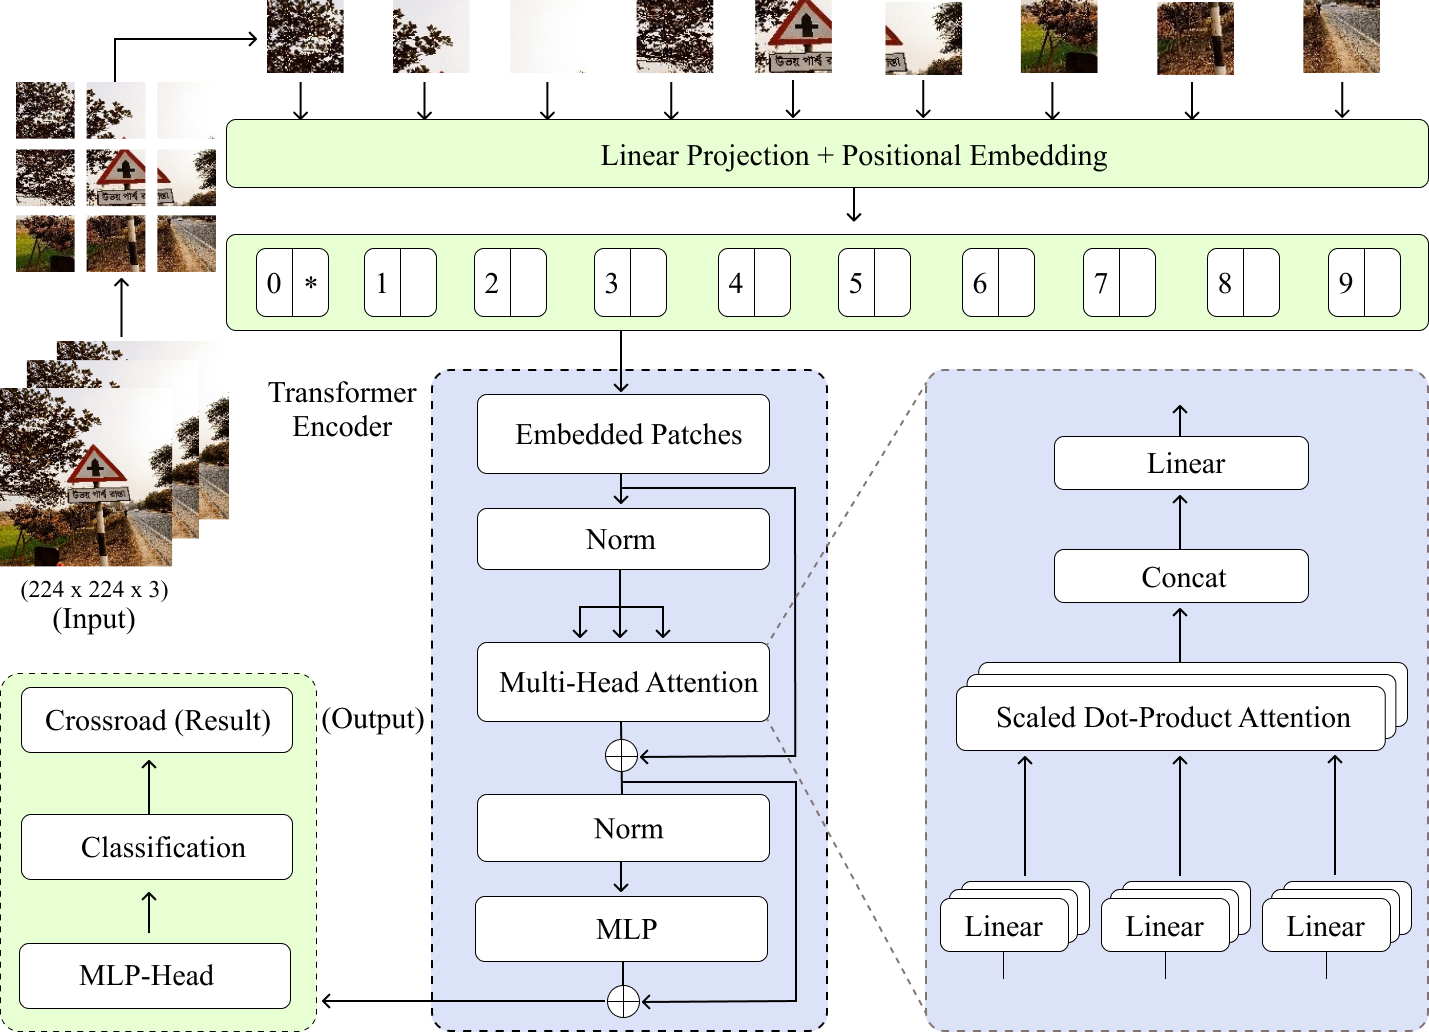 উভয় পার্শ্ব রাস্তা
Linear Projection + Positional Embedding
0 * 1 2 3 4 5 6 7 8 9
উভয় পার্শ্ব রাস্তা
(224 x 224 x 3)
(Input)
Transformer
Encoder
Embedded Patches
Norm
Multi-Head Attention
Norm
MLP
Linear
Concat
Scaled Dot-Product Attention
Linear Linear Linear
(Output)
Crossroad (Result)
Classification
MLP-Head